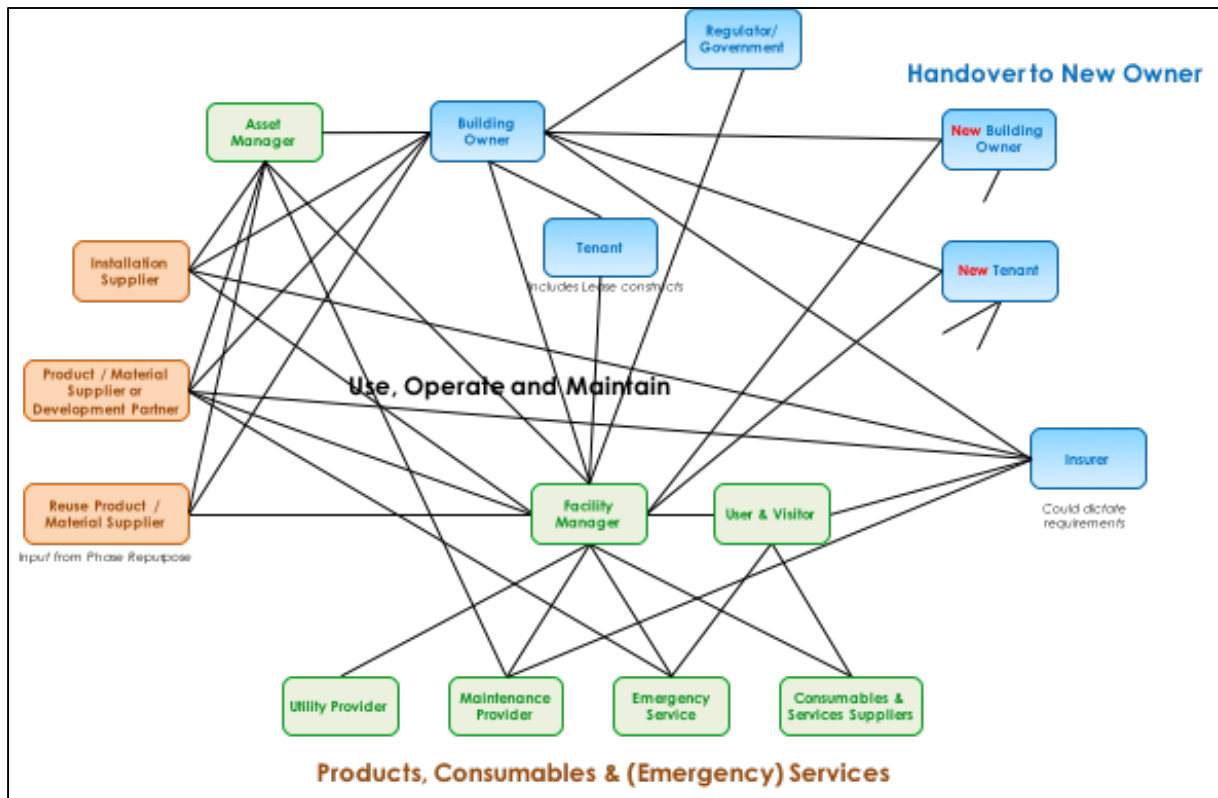 Regulator/
Government
Handover to New Owner
Asset
Manager
Building
Owner
New Building
Owner
Installation
Supplier
Tenant
Includes Lease constructs
New Tenant
Product / Material
Supplier or
Development Partner
Use, Operate and Maintain
Insurer
Could dictate
requirements
Reuse Product /
Material Supplier
Input from Phase Repurpose
Facility
Manager
User & Visitor
Utility Provider
Maintenance
Provider
Emergency
Service
Consumables &
Services Suppliers
Products, Consumables & (Emergency) Services